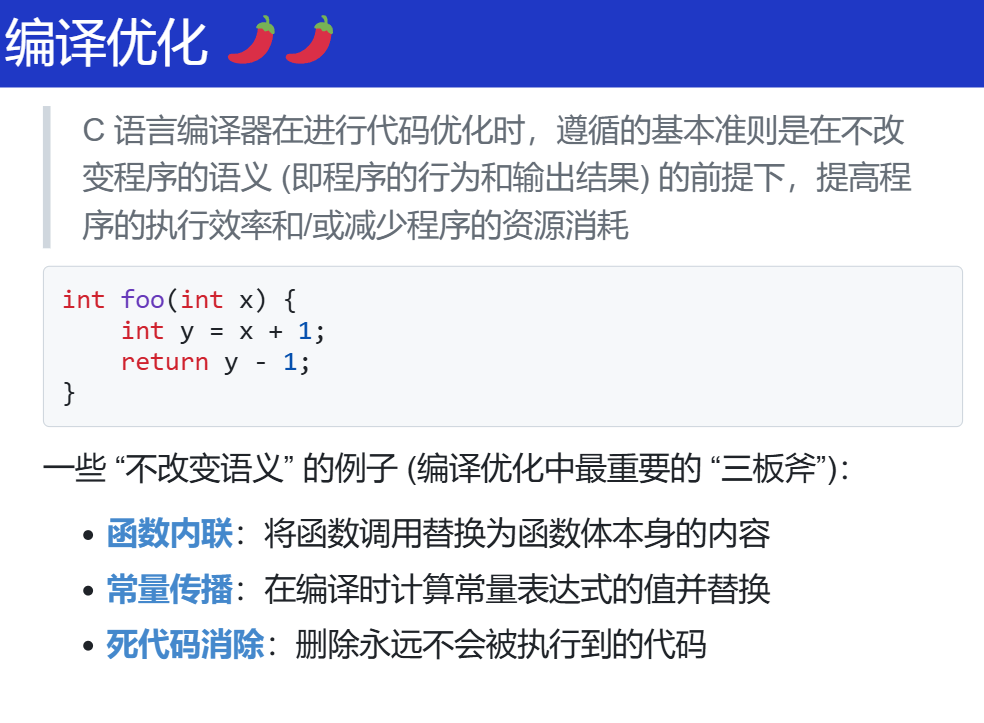 编译优化 🌶️🌶️
C 语言编译器在进行代码优化时，遵循的基本准则是在不改
变程序的语义 (即程序的行为和输出结果) 的前提下，提高程
序的执行效率和/或减少程序的资源消耗
int foo(int x) {
    int y = x + 1;
    return y - 1;
}
一些 “不改变语义” 的例子 (编译优化中最重要的 “三板斧”)：
• 函数内联：将函数调用替换为函数体本身的内容
• 常量传播：在编译时计算常量表达式的值并替换
• 死代码消除：删除永远不会被执行到的代码